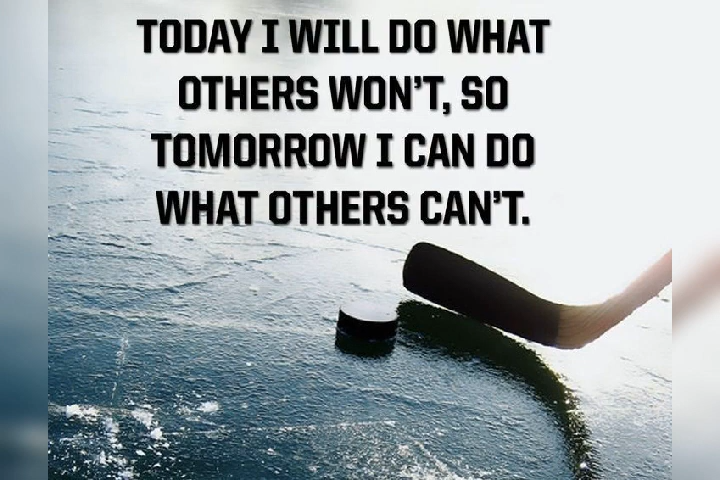 TODAY I WILL DO WHAT
OTHERS WON'T, SO
TOMORROW I CAN DO
WHAT OTHERS CAN'T.